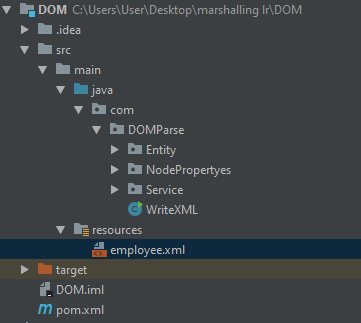 DOM C:\Users\User\Desktop\marshalling lr\DOM
.idea
src
main
java
com
DOMParse
Entity
NodePropertyes
Service
WriteXML
resources
employee.xml
target
DOM.iml
pom.xml